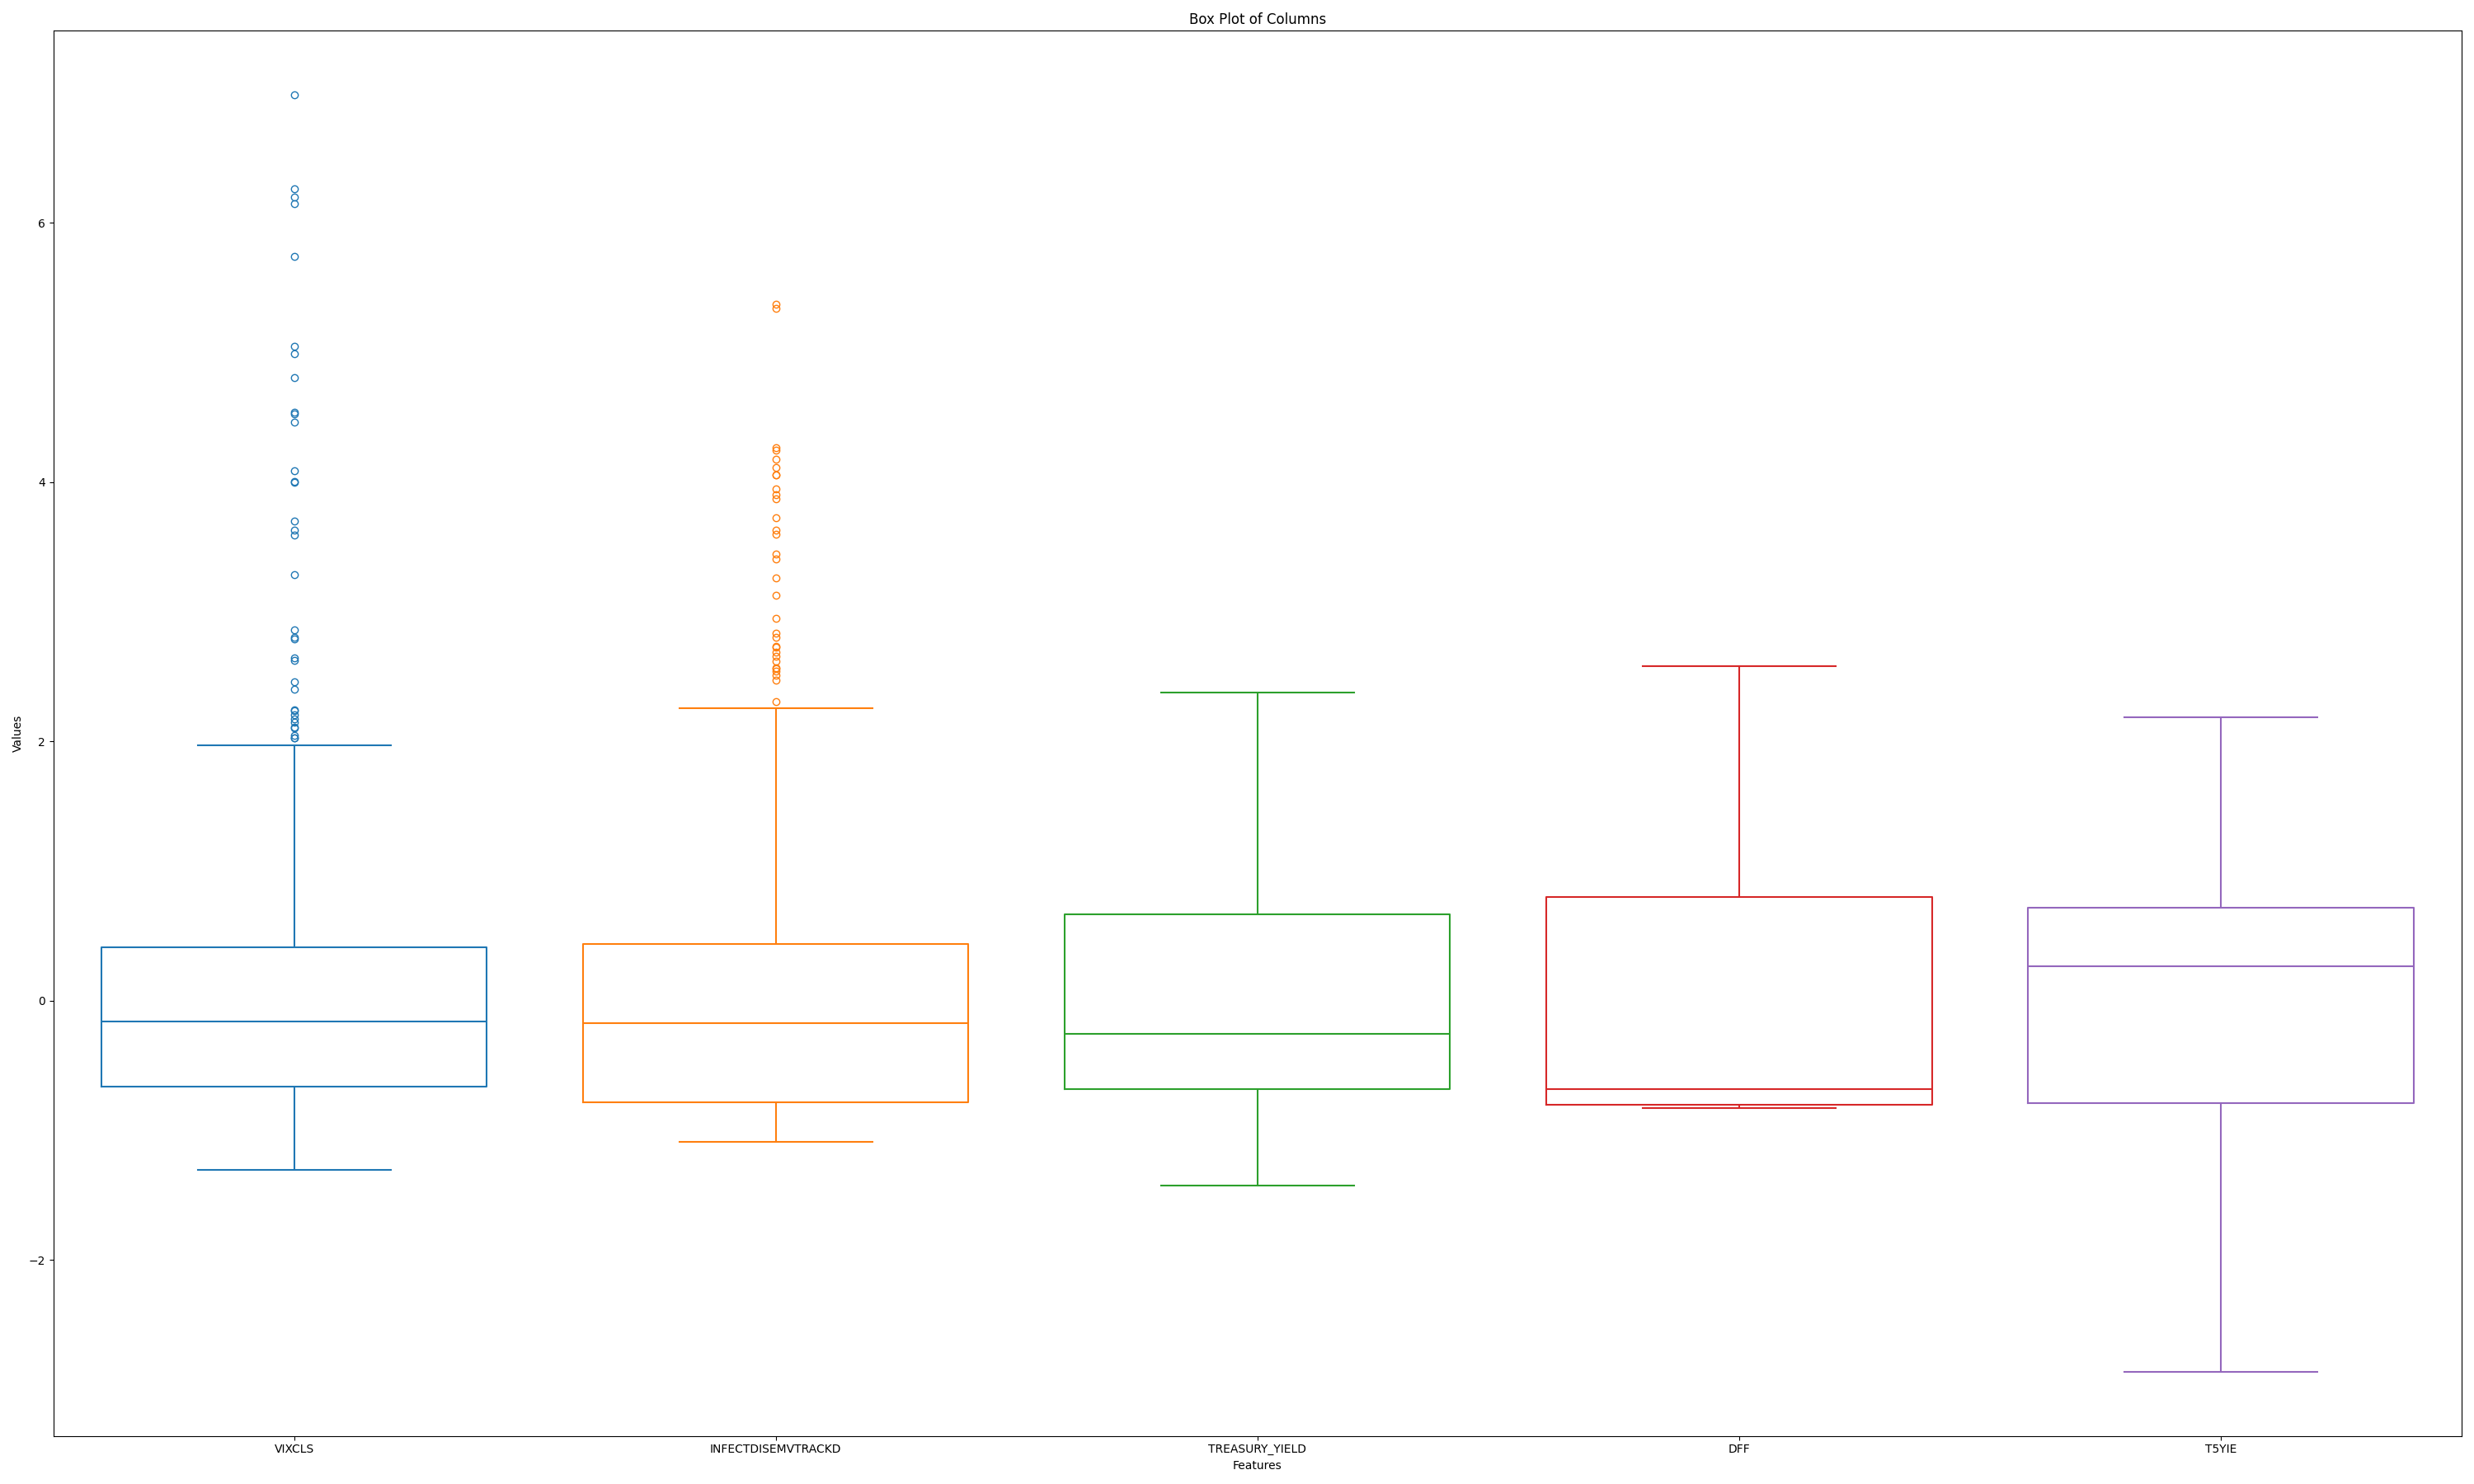 Box Plot of Columns
Values
6
4
2
0
−2
VIXCLS
INFECTDISEMVTRACKD
TREASURY_YIELD
DFF
T5YIE
Features